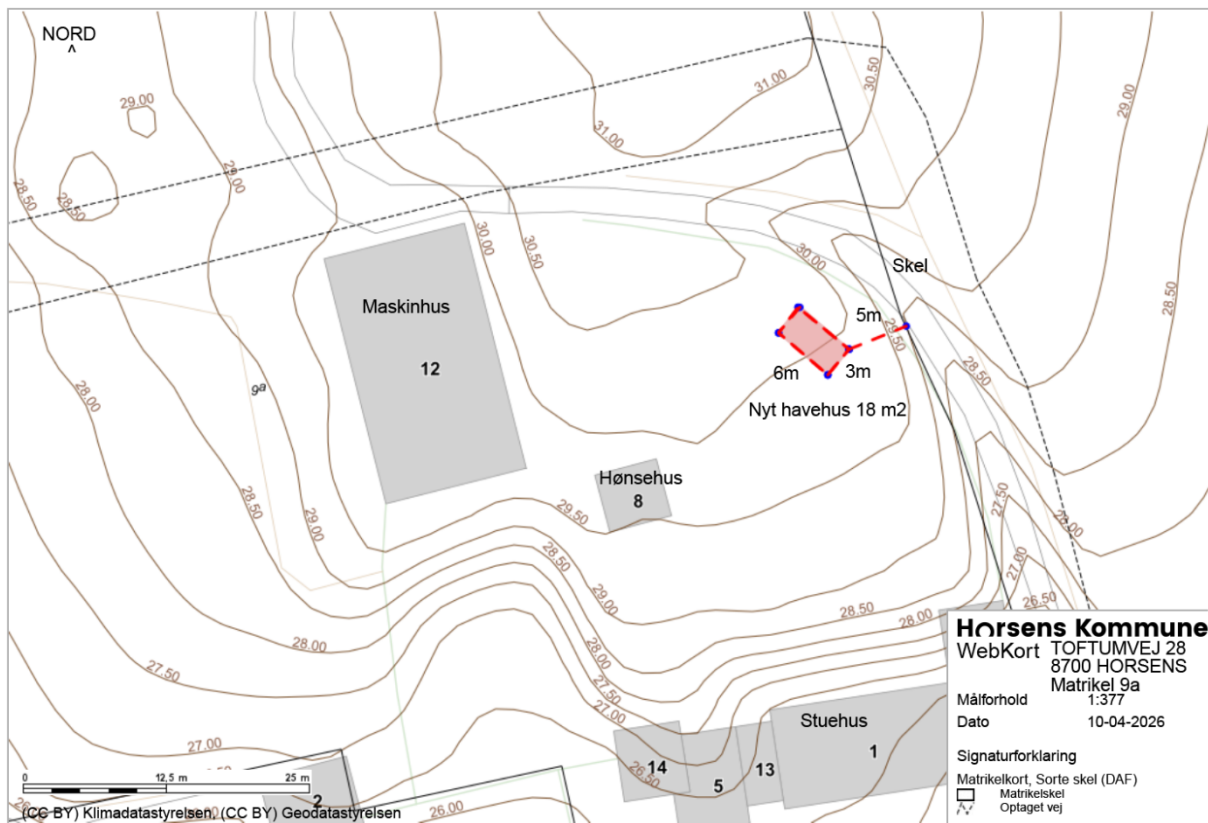 NORD
^
29.00
28.50
28.50
29.00
28.50
31.00
30.50
31.00
29.00
28.50
30.00
30.50
30.00
29.50
Skel
5m
28.50
6m
3m
Nyt havehus 18 m2
Maskinhus
12
9a
28.00
28.50
29.00
Hønsehus
8
29.50
28.50
29.00
28.00
27.50
27.00
28.50
28.00
27.50
28.00
27.00
26.50
27.50
28.00
27.00
26.50
26.00
Stuehus
14
5
13
1
2
0
12,5 m
25 m
(CC BY) Klimadatastyrelsen, (CC BY) Geodatastyrelsen
Horsens Kommune
WebKort TOFTUMVEJ 28
8700 HORSENS
Matrikel 9a
Målforhold 1:377
Dato 10-04-2026
Signaturforklaring
Matrikelkort, Sorte skel (DAF)
Matrikelskel
Optaget vej